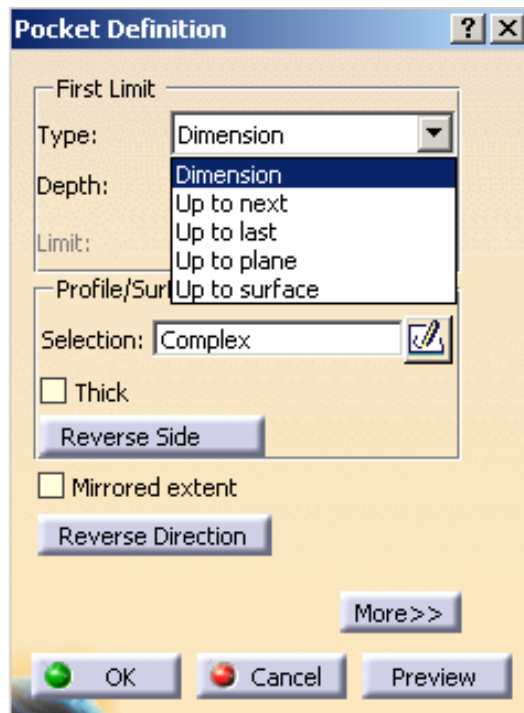 Pocket Definition
First Limit
Type: Dimension
Dimension
Depth:
Up to next
Up to last
Limit:
Up to plane
Up to surface
Profile/Sur
Selection: Complex
Thick
Reverse Side
Mirrored extent
Reverse Direction
More>>
OK Cancel Preview